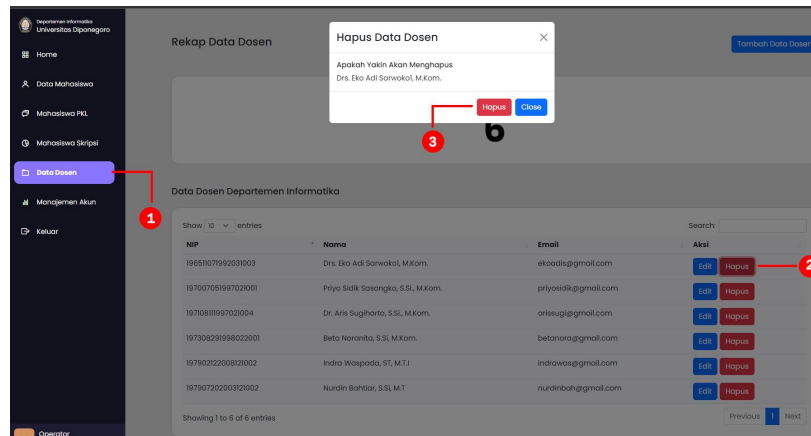 Departemen Informatika
Universitas Diponegoro
Home
Data Mahasiswa
Mahasiswa PKL
Mahasiswa Skripsi
Data Dosen
Manajemen Akun
Keluar
Operator
1
Rekap Data Dosen
Tambah Data Dosen
Hapus Data Dosen
Apakah Yakin Akan Menghapus
Drs. Eko Adi Sarwoko1, M.Kom.
Hapus Close
3
6
Data Dosen Departemen Informatika
Show 10 entries Search:
NIP Nama Email Aksi
196511071992031003 Drs. Eko Adi Sarwoko1, M.Kom. ekoadis@gmail.com Edit Hapus
2
197007051997021001 Priyo Sidik Sasongko, S.Si., M.Kom. priyosidik@gmail.com Edit Hapus
197108111997021004 Dr. Aris Sugiharto, S.Si., M.Kom. arissugi@gmail.com Edit Hapus
197308291998022001 Beta Noranita, S.Si, M.Kom. betanora@gmail.com Edit Hapus
197902122008121002 Indra Waspada, ST, M.T.I indrawas@gmail.com Edit Hapus
197907202003121002 Nurdin Bahtiar, S.Si, M.T nurdinbah@gmail.com Edit Hapus
Showing 1 to 6 of 6 entries Previous 1 Next